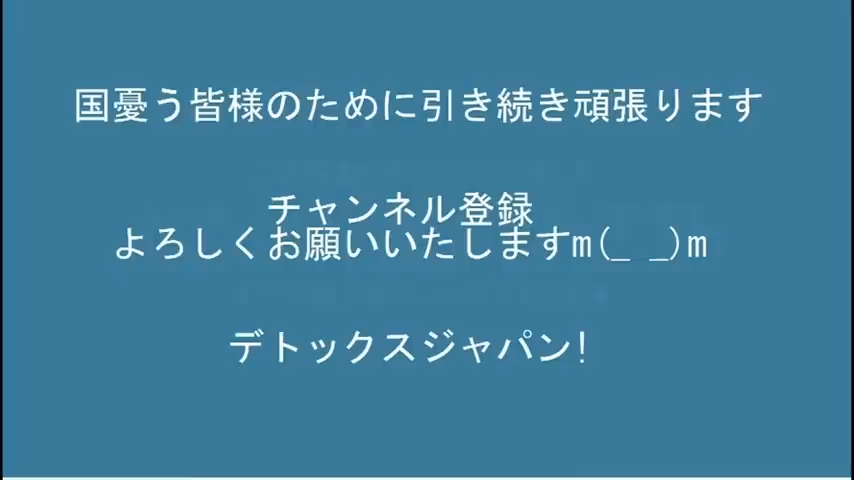 国憂う皆様のために引き続き頑張ります
チャンネル登録
よろしくお願いいたしますm(_ _)m
デトックスジャパン!